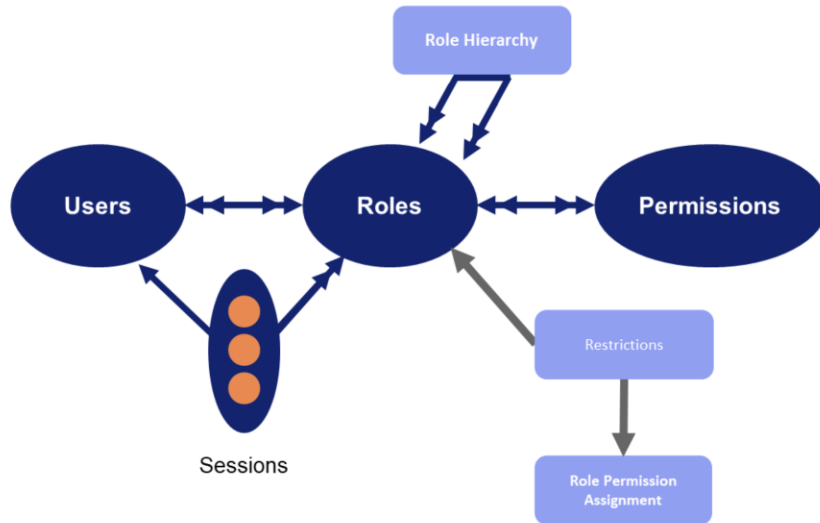 Role Hierarchy
Users
Roles
Permissions
Restrictions
Sessions
Role Permission
Assignment